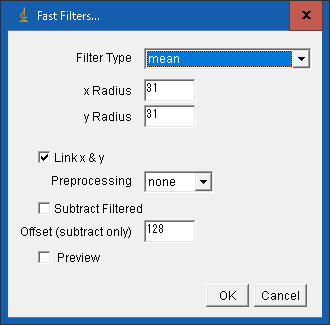 Fast Filters...
Filter Type mean
x Radius 31
y Radius 31
Link x & y
Preprocessing none
Subtract Filtered
Offset (subtract only) 128
Preview
OK Cancel